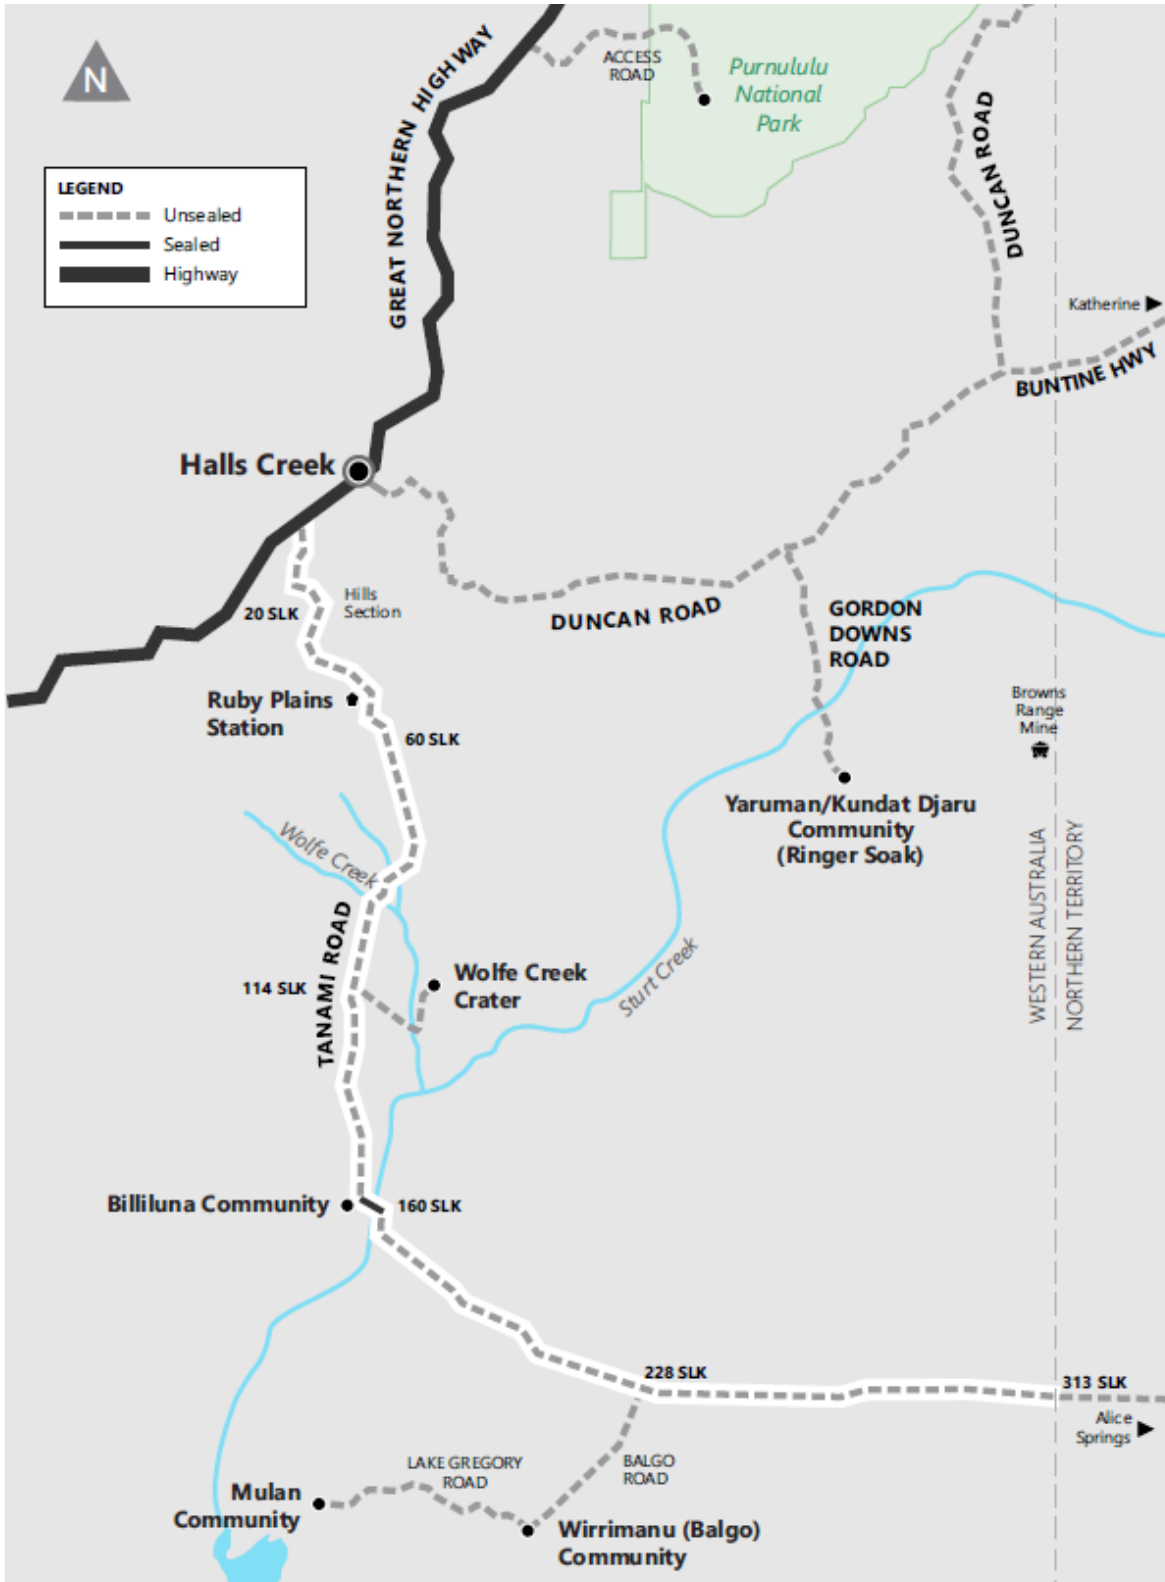 N
ACCESS
ROAD
Purnululu
National
Park
GREAT NORTHERN HIGHWAY
DUNCAN ROAD
LEGEND
Unsealed
Sealed
Highway
Katherine
BUNTINE HWY
Halls Creek
Hills
Section
20 SLK
DUNCAN ROAD
GORDON
DOWNS
ROAD
Ruby Plains
Station
60 SLK
Browns
Range
Mine
Yaruman/Kundat Djaru
Community
(Ringer Soak)
Wolfe Creek
WESTERN AUSTRALIA
NORTHERN TERRITORY
TANAMI ROAD
114 SLK
Wolfe Creek
Crater
Sturt Creek
Billiluna Community
160 SLK
228 SLK
313 SLK
Alice
Springs
LAKE GREGORY
ROAD
BALGO
ROAD
Mulan
Community
Wirrimanu (Balgo)
Community